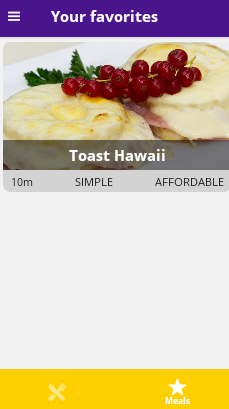 Your favorites
Toast Hawaii
10m SIMPLE AFFORDABLE
Meals